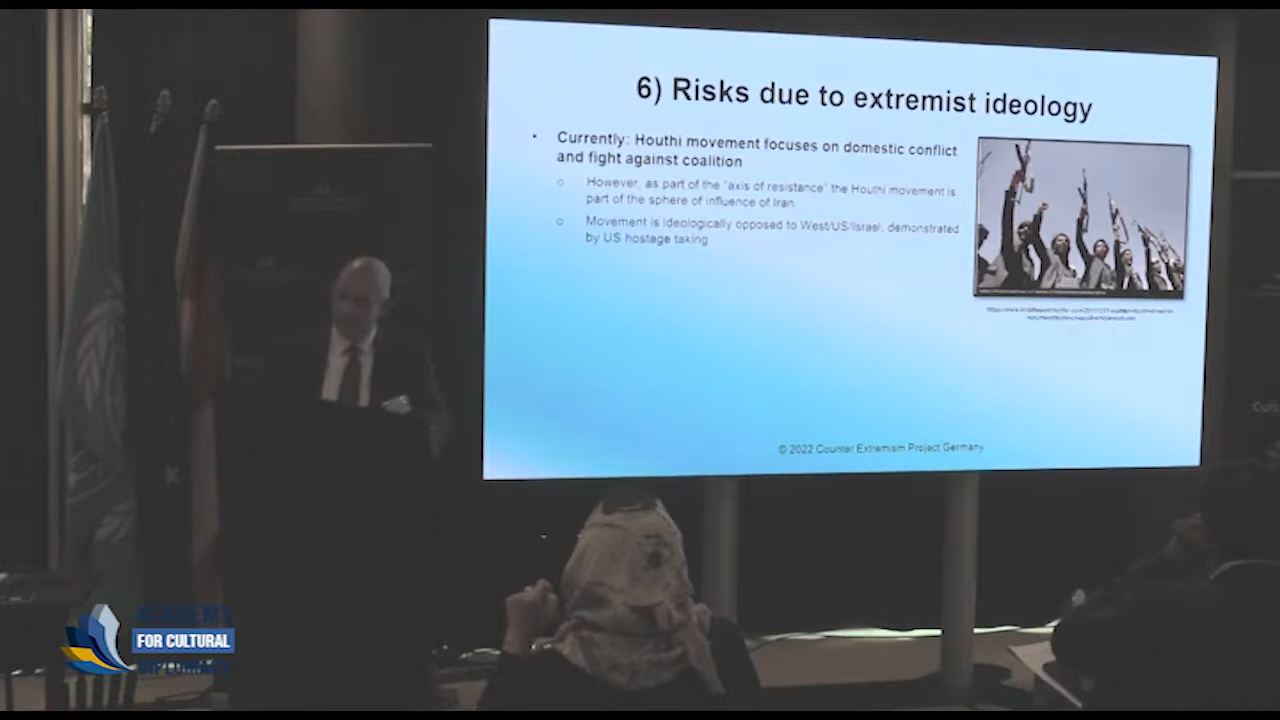 6) Risks due to extremist ideology
Currently: Houthi movement focuses on domestic conflict
and fight against coalition
However, as part of the "axis of resistance" the Houthi movement is
part of the sphere of influence of Iran
Movement is ideologically opposed to West/US/Israel, demonstrated
by US hostage taking
© 2022 Counter Extremism Project Germany
ACADEMY
FOR CULTURAL
DIPLOMACY